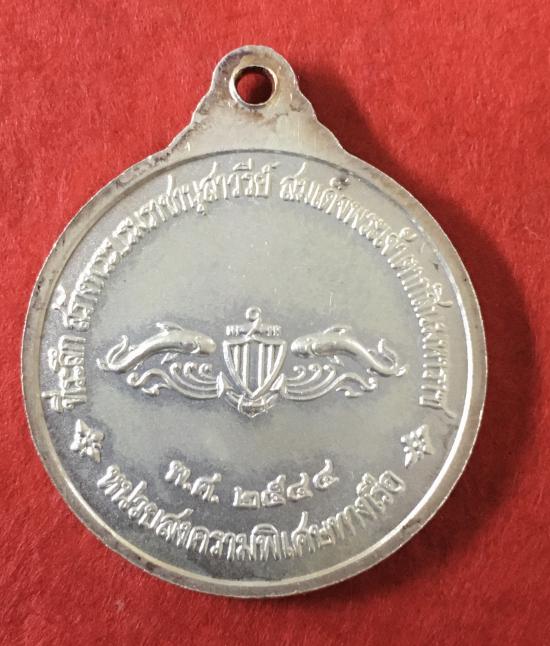 ที่ระลึก สร้างพระบรมราชานุสาวรีย์ สมเด็จพระเจ้าตากสินมหาราช
พ.ศ. ๒๕๔๔
หน่วยสงครามพิเศษทางเรือ